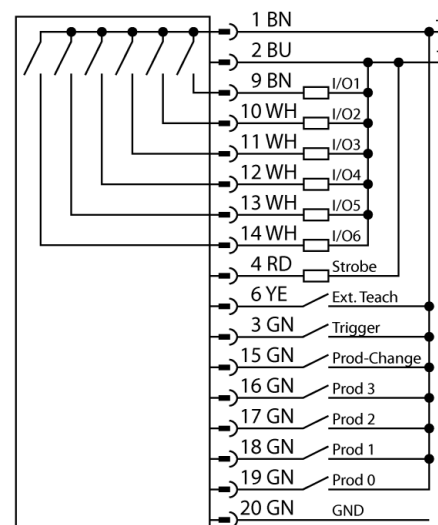 1 BN
2 BU
9 BN I/O1
10 WH I/O2
11 WH I/O3
12 WH I/O4
13 WH I/O5
14 WH I/O6
4 RD Strobe
6 YE Ext. Teach
3 GN Trigger
15 GN Prod-Change
16 GN Prod 3
17 GN Prod 2
18 GN Prod 1
19 GN Prod 0
20 GN GND